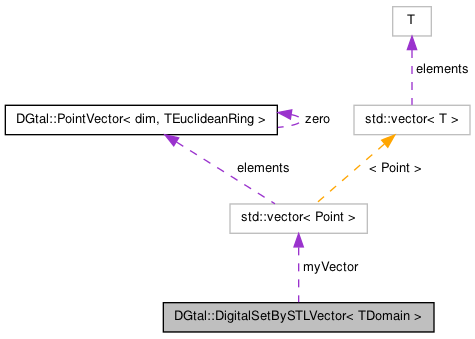 T
elements
DGtal::PointVector< dim, TEuclideanRing >
zero
std::vector< T >
elements
< Point >
std::vector< Point >
myVector
DGtal::DigitalSetBySTLVector< TDomain >